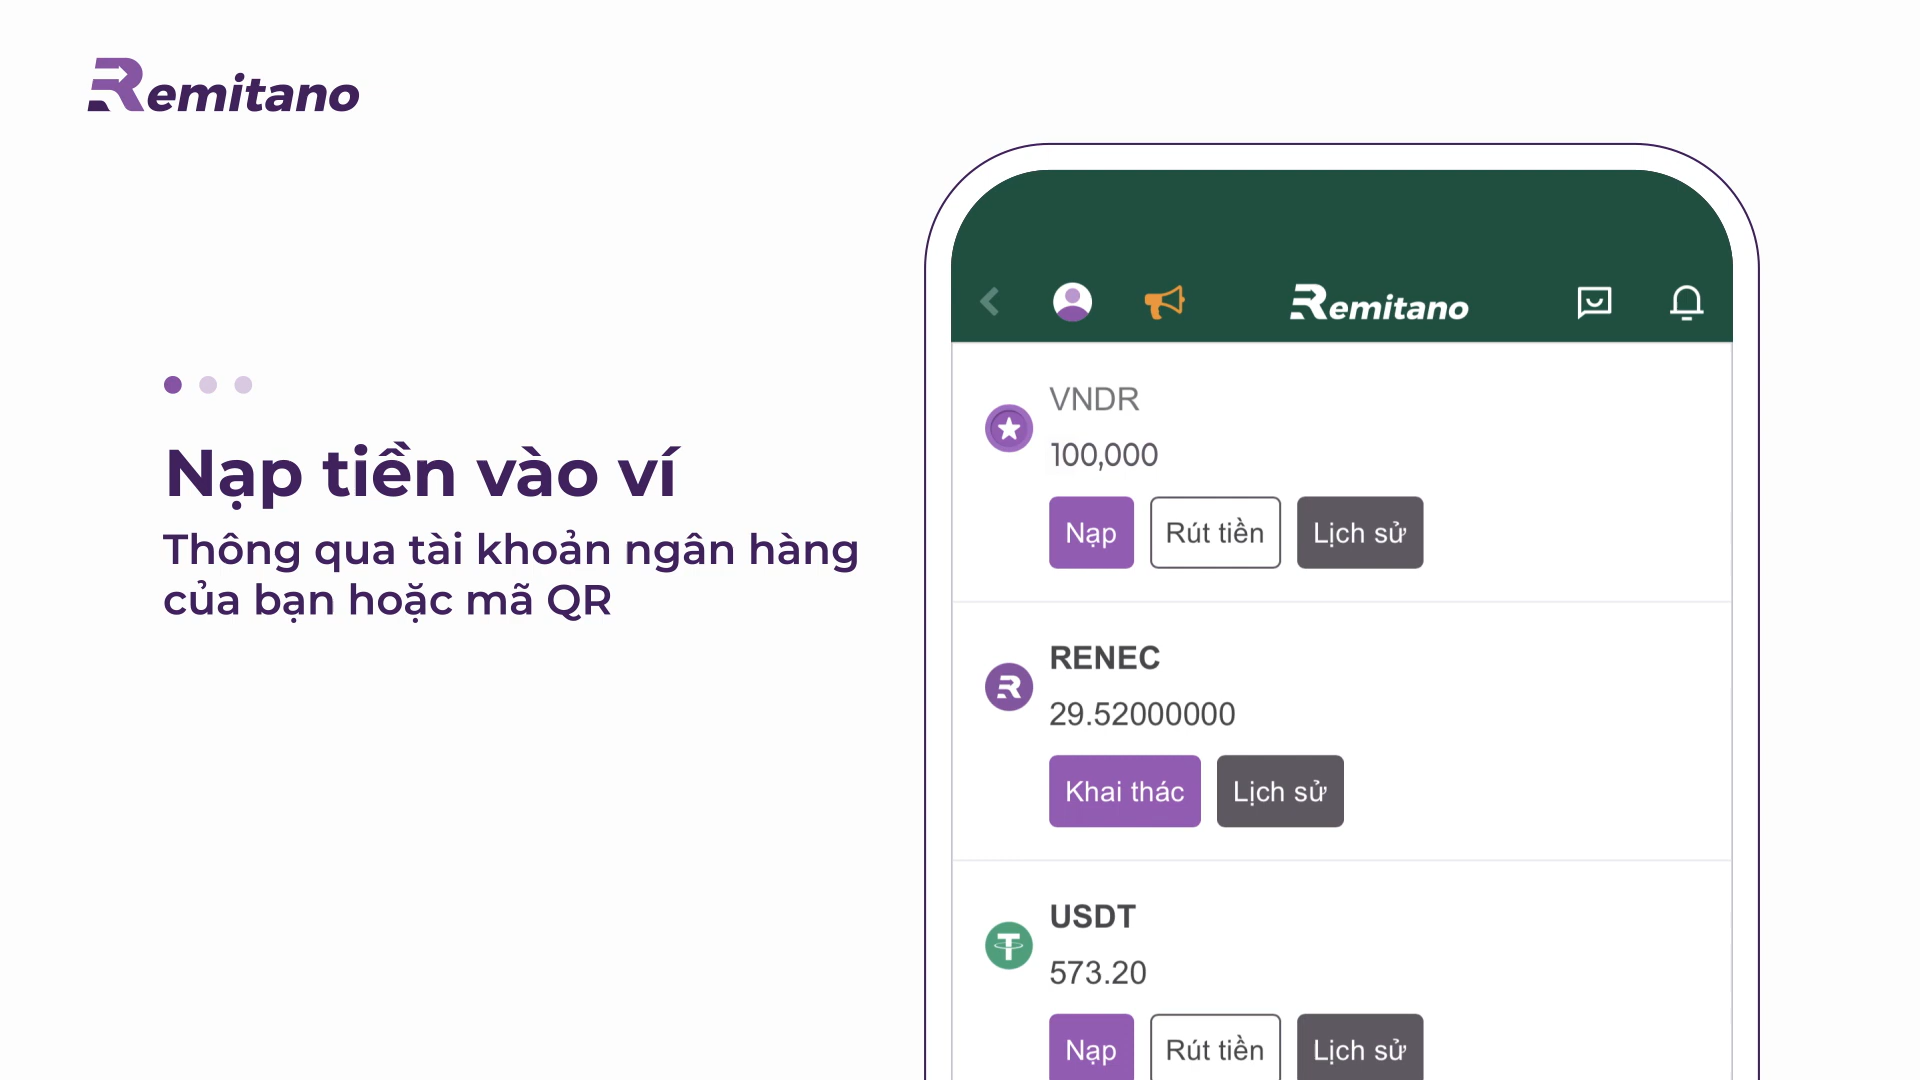 Remitano
Nạp tiền vào ví
Thông qua tài khoản ngân hàng
của bạn hoặc mã QR
Remitano
VNDR
100,000
Nạp
Rút tiền
Lịch sử
RENEC
29.52000000
Khai thác
Lịch sử
USDT
573.20
Nạp
Rút tiền
Lịch sử